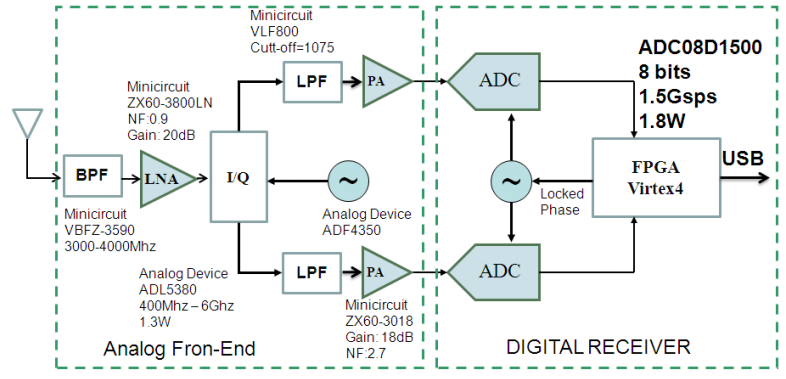 Minicircuit
VLF800
Cutt-off=1075
Minicircuit
ZX60-3800LN
NF:0.9
Gain: 20dB
LPF
PA
ADC
ADC08D1500
8 bits
1.5Gsps
1.8W
BPF
LNA
I/Q
~
Analog Device
ADF4350
~
Locked
Phase
FPGA
Virtex4
USB
Minicircuit
VBFZ-3590
3000-4000Mhz
Analog Device
ADL5380
400Mhz – 6Ghz
1.3W
LPF
PA
ADC
Minicircuit
ZX60-3018
Gain: 18dB
NF:2.7
Analog Fron-End
DIGITAL RECEIVER